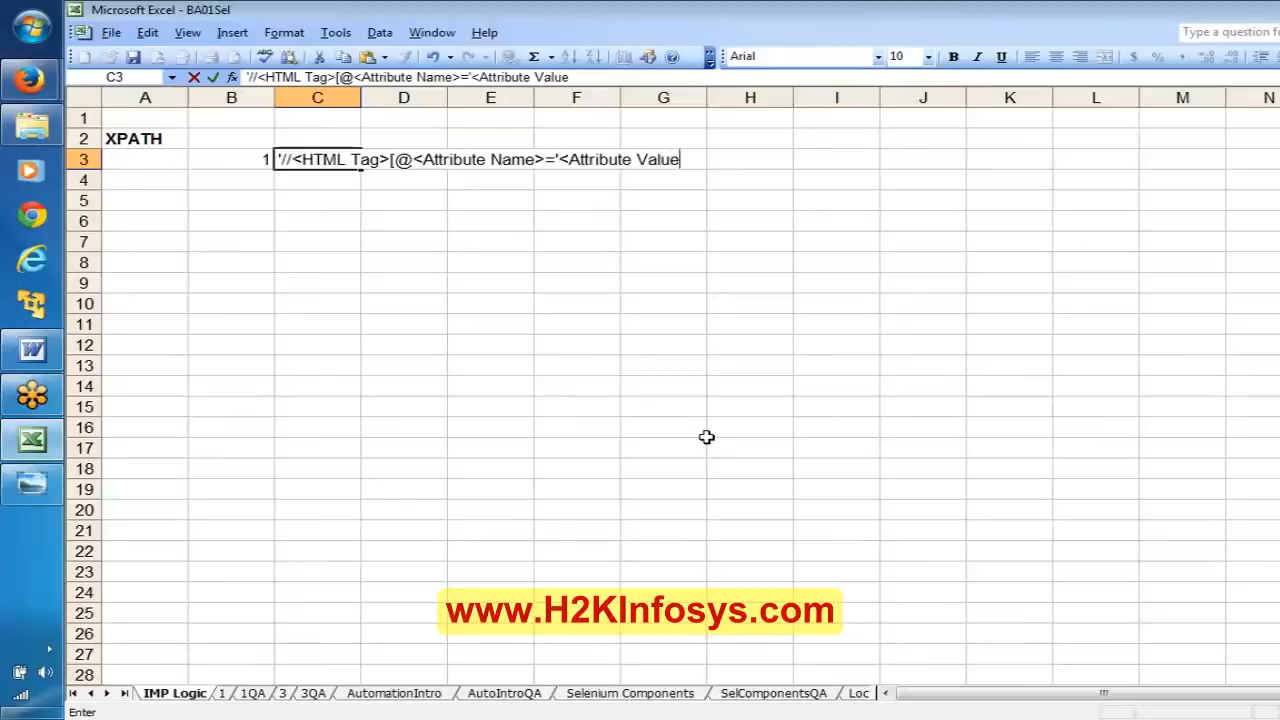 Microsoft Excel - BA01Sel
File Edit View Insert Format Tools Data Window Help
Type a question f
Arial 10 B I U $ %
C3 fx '//<HTML Tag>[@<Attribute Name>='<Attribute Value
A B C D E F G H I J K L M N
1
2 XPATH
3 1 '//<HTML Tag>[@<Attribute Name>='<Attribute Value
4
5
6
7
8
9
10
11
12
13
14
15
16
17
18
19
20
21
22
23
24
www.H2KInfosys.com
25
26
27
28
IMP Logic 1 1QA 3 3QA AutomationIntro AutoIntroQA Selenium Components SelComponentsQA Loc
Enter